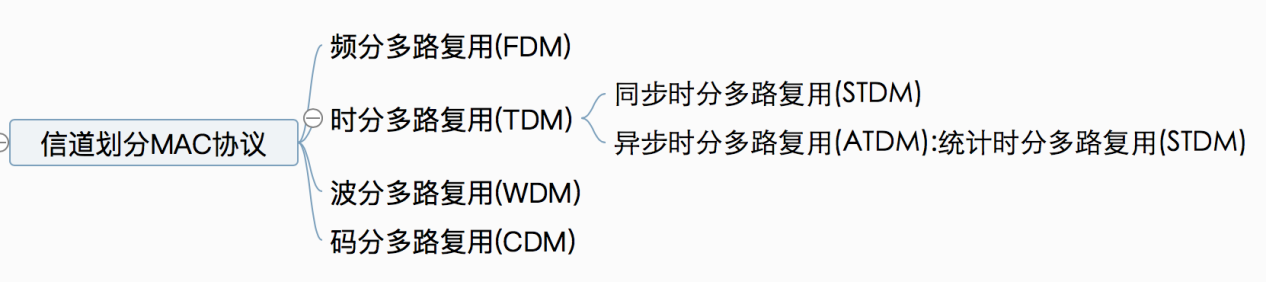 信道划分MAC协议
频分多路复用(FDM)
时分多路复用(TDM)
同步时分多路复用(STDM)
异步时分多路复用(ATDM):统计时分多路复用(STDM)
波分多路复用(WDM)
码分多路复用(CDM)